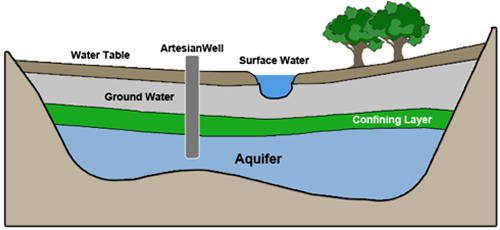 Water Table
ArtesianWell
Surface Water
Ground Water
Confining Layer
Aquifer